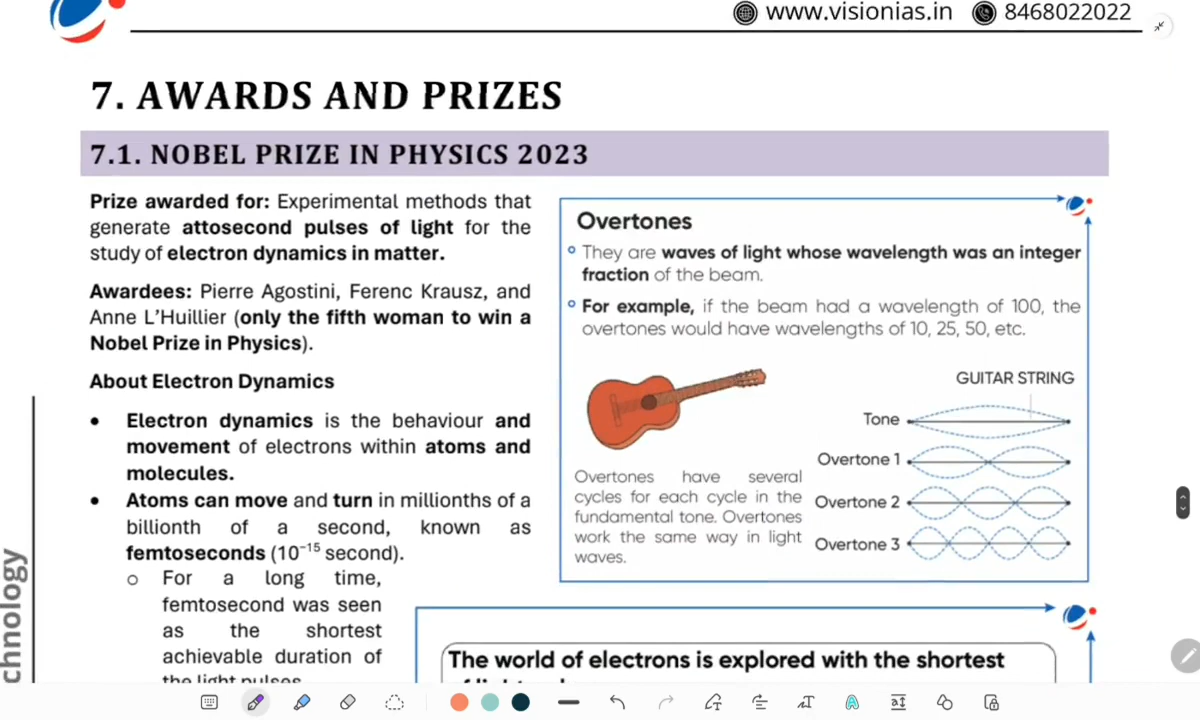 www.visionias.in 8468022022
7. AWARDS AND PRIZES
7.1. NOBEL PRIZE IN PHYSICS 2023
Prize awarded for: Experimental methods that
generate attosecond pulses of light for the
study of electron dynamics in matter.
Awardees: Pierre Agostini, Ferenc Krausz, and
Anne L’Huillier (only the fifth woman to win a
Nobel Prize in Physics).
About Electron Dynamics
• Electron dynamics is the behaviour and
movement of electrons within atoms and
molecules.
• Atoms can move and turn in millionths of a
billionth of a second, known as
femtoseconds (10⁻¹⁵ second).
o For a long time,
femtosecond was seen
as the shortest
achievable duration of
the light pulses
Overtones
They are waves of light whose wavelength was an integer
fraction of the beam.
For example, if the beam had a wavelength of 100, the
overtones would have wavelengths of 10, 25, 50, etc.
GUITAR STRING
Tone
Overtone 1
Overtone 2
Overtone 3
Overtones have several
cycles for each cycle in the
fundamental tone. Overtones
work the same way in light
waves.
The world of electrons is explored with the shortest
chnology